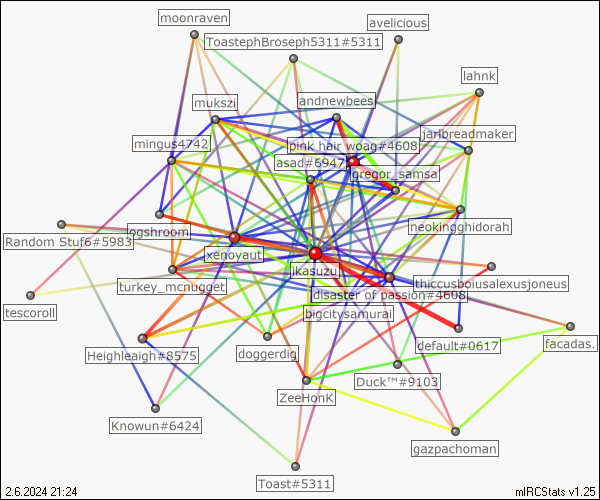 moonraven
avelicious
ToastephBroseph5311#5311
lahnk
mukszi
andnewbees
jarlbreadmaker
mingus4742
pink hair woag#4608
asad#6947
gregor_samsa
logshroom
neokingghidorah
Random Stuf6#5983
xenoyaut
jkasuzu
thiccusboiusalexusjoneus
turkey_mcnugget
disaster of passion#4608
tescoroll
bigcitysamurai
default#0617
facadas.
Heighleaigh#8575
doggerdig
Duck™#9103
ZeeHonK
Knowun#6424
gazpachoman
Toast#5311
2.6.2024 21:24
mIRCStats v1.25